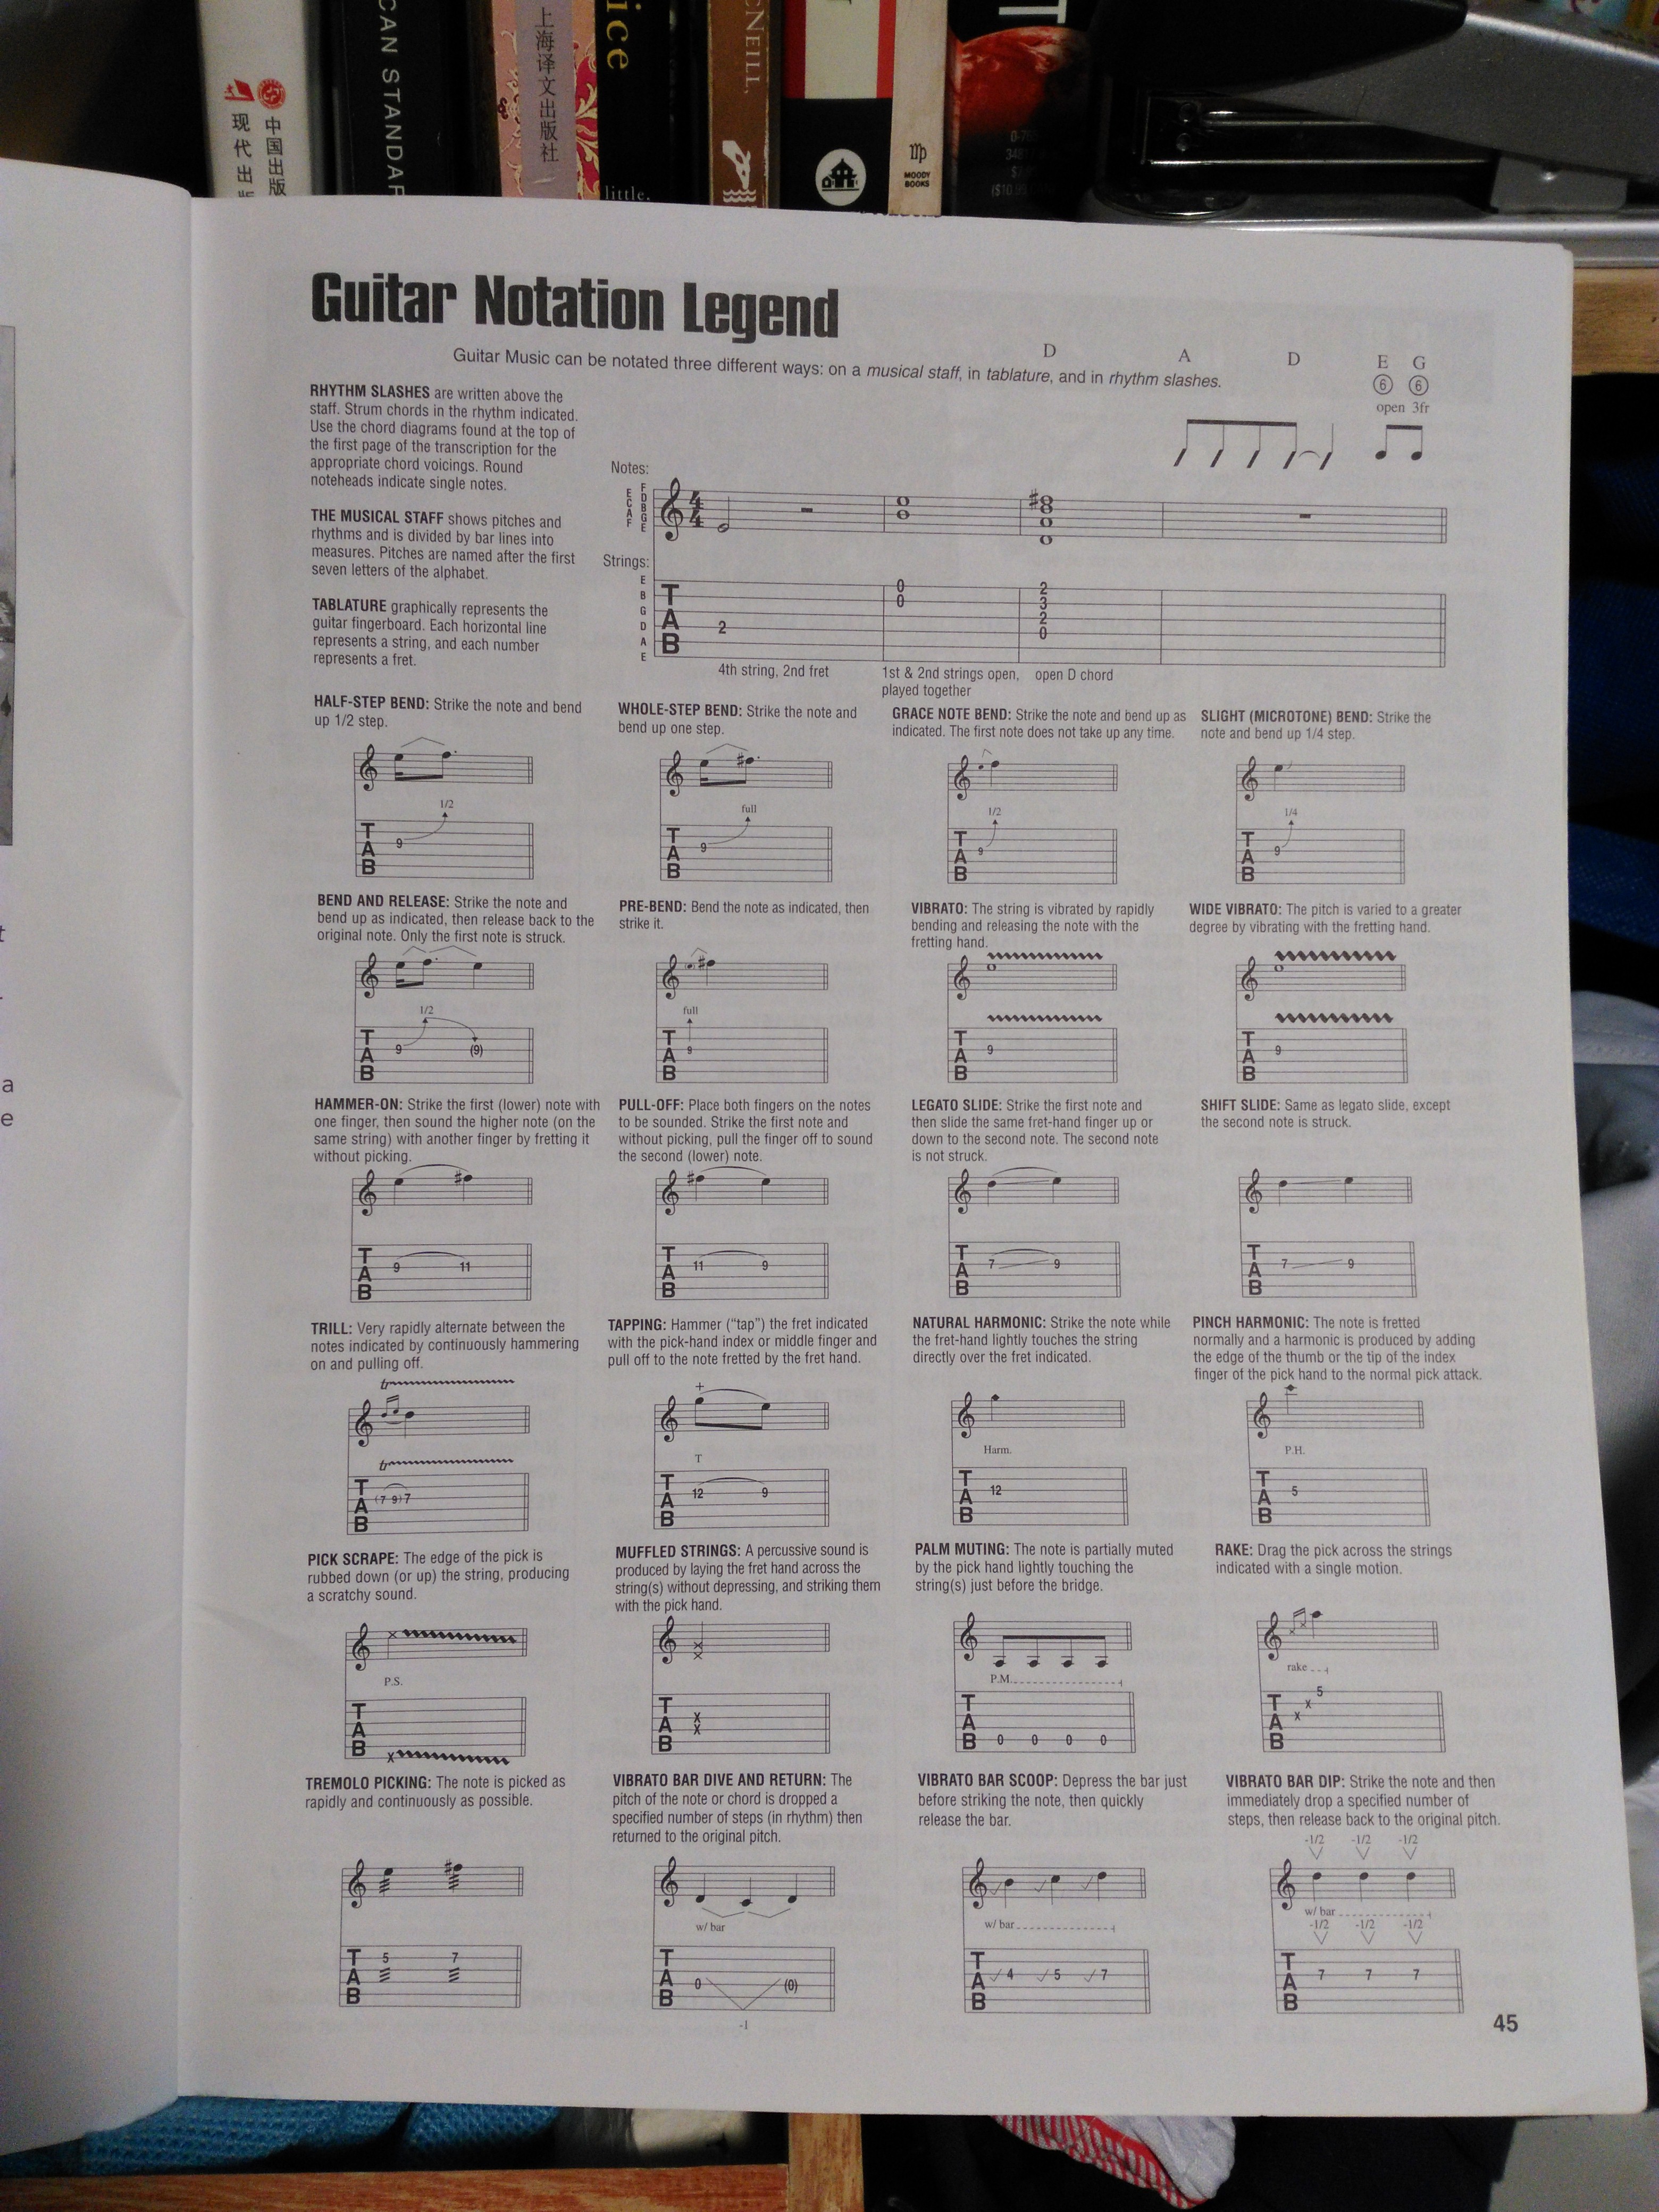 现代出版
中国出版
CAN STANDAR
上海译文出版社
ice
little.
CNEILL,
MOODY
BOOKS
T
t
a
e
Guitar Notation Legend
Guitar Music can be notated three different ways: on a musical staff, in tablature, and in rhythm slashes.
RHYTHM SLASHES are written above the
staff. Strum chords in the rhythm indicated.
Use the chord diagrams found at the top of
the first page of the transcription for the
appropriate chord voicings. Round
noteheads indicate single notes.
THE MUSICAL STAFF shows pitches and
rhythms and is divided by bar lines into
measures. Pitches are named after the first
seven letters of the alphabet.
TABLATURE graphically represents the
guitar fingerboard. Each horizontal line
represents a string, and each number
represents a fret.
D A D E G
6 6
open 3fr
Notes:
E C A F
F D B G E
4 4
Strings:
E
B
G
D
A
E
T A B
2
0
0
2
3
2
0
4th string, 2nd fret
1st & 2nd strings open,
played together
open D chord
HALF-STEP BEND: Strike the note and bend
up 1/2 step.
1/2
T A B
9
WHOLE-STEP BEND: Strike the note and
bend up one step.
full
T A B
9
GRACE NOTE BEND: Strike the note and bend up as
indicated. The first note does not take up any time.
1/2
T A B
9
SLIGHT (MICROTONE) BEND: Strike the
note and bend up 1/4 step.
1/4
T A B
9
BEND AND RELEASE: Strike the note and
bend up as indicated, then release back to the
original note. Only the first note is struck.
1/2
T A B
9 (9)
PRE-BEND: Bend the note as indicated, then
strike it.
full
T A B
9
VIBRATO: The string is vibrated by rapidly
bending and releasing the note with the
fretting hand.
T A B
9
WIDE VIBRATO: The pitch is varied to a greater
degree by vibrating with the fretting hand.
T A B
9
HAMMER-ON: Strike the first (lower) note with
one finger, then sound the higher note (on the
same string) with another finger by fretting it
without picking.
T A B
9 11
PULL-OFF: Place both fingers on the notes
to be sounded. Strike the first note and
without picking, pull the finger off to sound
the second (lower) note.
T A B
11 9
LEGATO SLIDE: Strike the first note and
then slide the same fret-hand finger up or
down to the second note. The second note
is not struck.
T A B
7 9
SHIFT SLIDE: Same as legato slide, except
the second note is struck.
T A B
7 9
TRILL: Very rapidly alternate between the
notes indicated by continuously hammering
on and pulling off.
tr
tr
T A B
(7 9) 7
TAPPING: Hammer (“tap”) the fret indicated
with the pick-hand index or middle finger and
pull off to the note fretted by the fret hand.
+
T
T A B
12 9
NATURAL HARMONIC: Strike the note while
the fret-hand lightly touches the string
directly over the fret indicated.
Harm.
T A B
12
PINCH HARMONIC: The note is fretted
normally and a harmonic is produced by adding
the edge of the thumb or the tip of the index
finger of the pick hand to the normal pick attack.
P.H.
T A B
5
PICK SCRAPE: The edge of the pick is
rubbed down (or up) the string, producing
a scratchy sound.
P.S.
T A B
x
MUFFLED STRINGS: A percussive sound is
produced by laying the fret hand across the
string(s) without depressing, and striking them
with the pick hand.
T A B
x
x
PALM MUTING: The note is partially muted
by the pick hand lightly touching the
string(s) just before the bridge.
P.M.
T A B
0 0 0 0
RAKE: Drag the pick across the strings
indicated with a single motion.
rake
T A B
x x 5
TREMOLO PICKING: The note is picked as
rapidly and continuously as possible.
T A B
5 7
VIBRATO BAR DIVE AND RETURN: The
pitch of the note or chord is dropped a
specified number of steps (in rhythm) then
returned to the original pitch.
w/ bar
T A B
0 (0)
-1
VIBRATO BAR SCOOP: Depress the bar just
before striking the note, then quickly
release the bar.
w/ bar
T A B
4 5 7
VIBRATO BAR DIP: Strike the note and then
immediately drop a specified number of
steps, then release back to the original pitch.
-1/2 -1/2 -1/2
w/ bar
-1/2 -1/2 -1/2
T A B
7 7 7
45